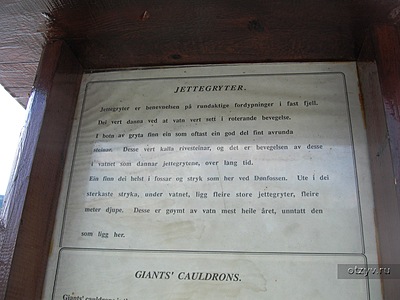 JETTEGRYTER.
Jettegryter er benevnelsen på rundaktige fordypninger i fast fjell.
Dei vert danna ved at vatn vert sett i roterande bevegelse.
I botn av gryta finn ein som oftast ein god del fint avrunda
steinar. Desse vert kalla rivesteinar, og det er bevegelsen av desse
i vatnet som dannar jettegrytene, over lang tid.
Ein finn dei helst i fossar og stryk som her ved Dønfossen. Ute i dei
sterkaste stryka, under vatnet, ligg fleire store jettegryter, fleire
meter djupe. Desse er gøymt av vatn mest heile året, unntatt den
som ligg her.
GIANTS' CAULDRONS.
Giants' cauldrons
otzyv.ru